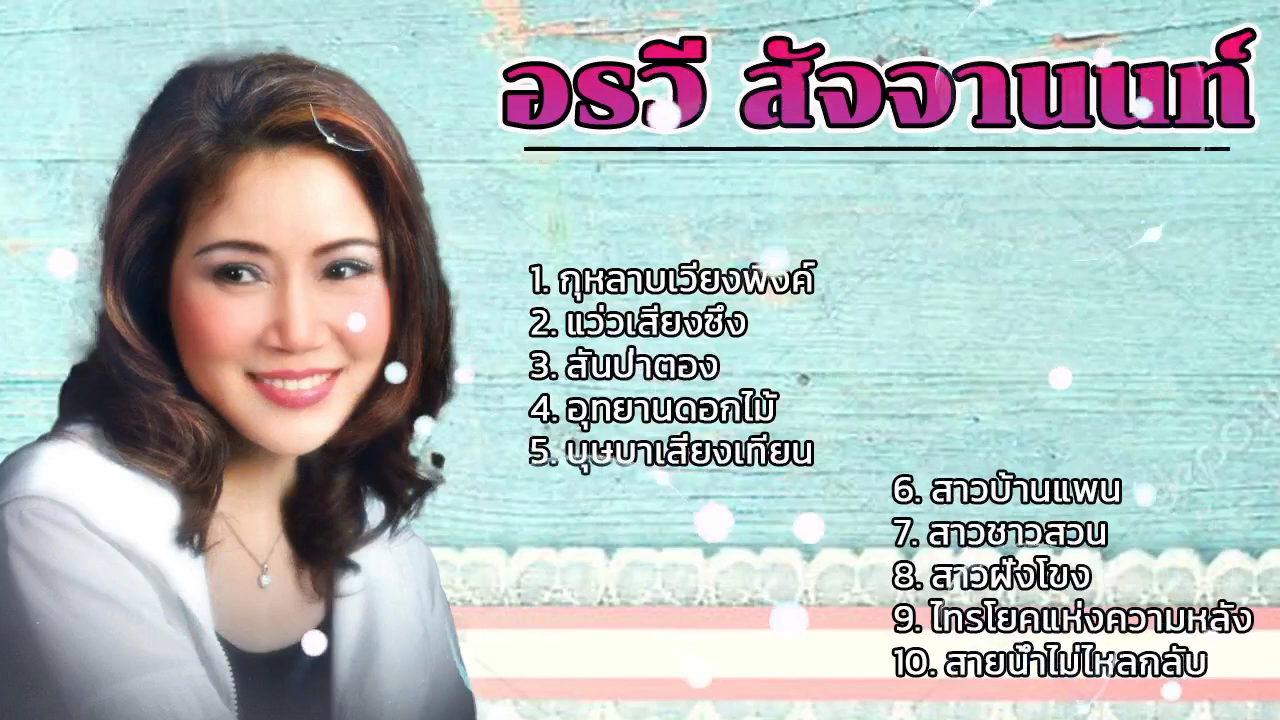 อรวี สัจจานนท์
1. กุหลาบเวียงพิงค์
2. แว่วเสียงซึง
3. สันป่าตอง
4. อุทยานดอกไม้
5. บุษบาเสี่ยงเทียน
6. สาวบ้านแพน
7. สาวชาวสวน
8. สาวฝั่งโขง
9. ไทรโยคแห่งความหลัง
10. สายน้ำไม่ไหลกลับ